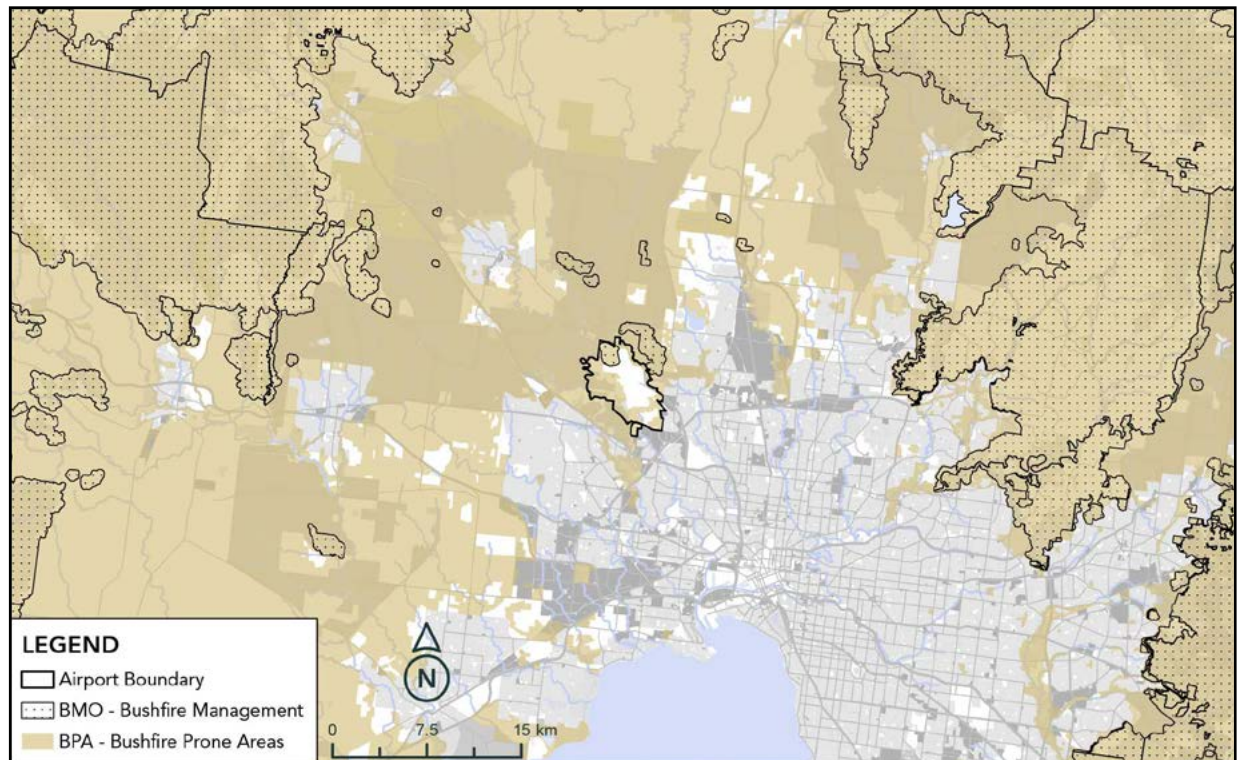 LEGEND
Airport Boundary
BMO - Bushfire Management
BPA - Bushfire Prone Areas
N
0 7.5 15 km